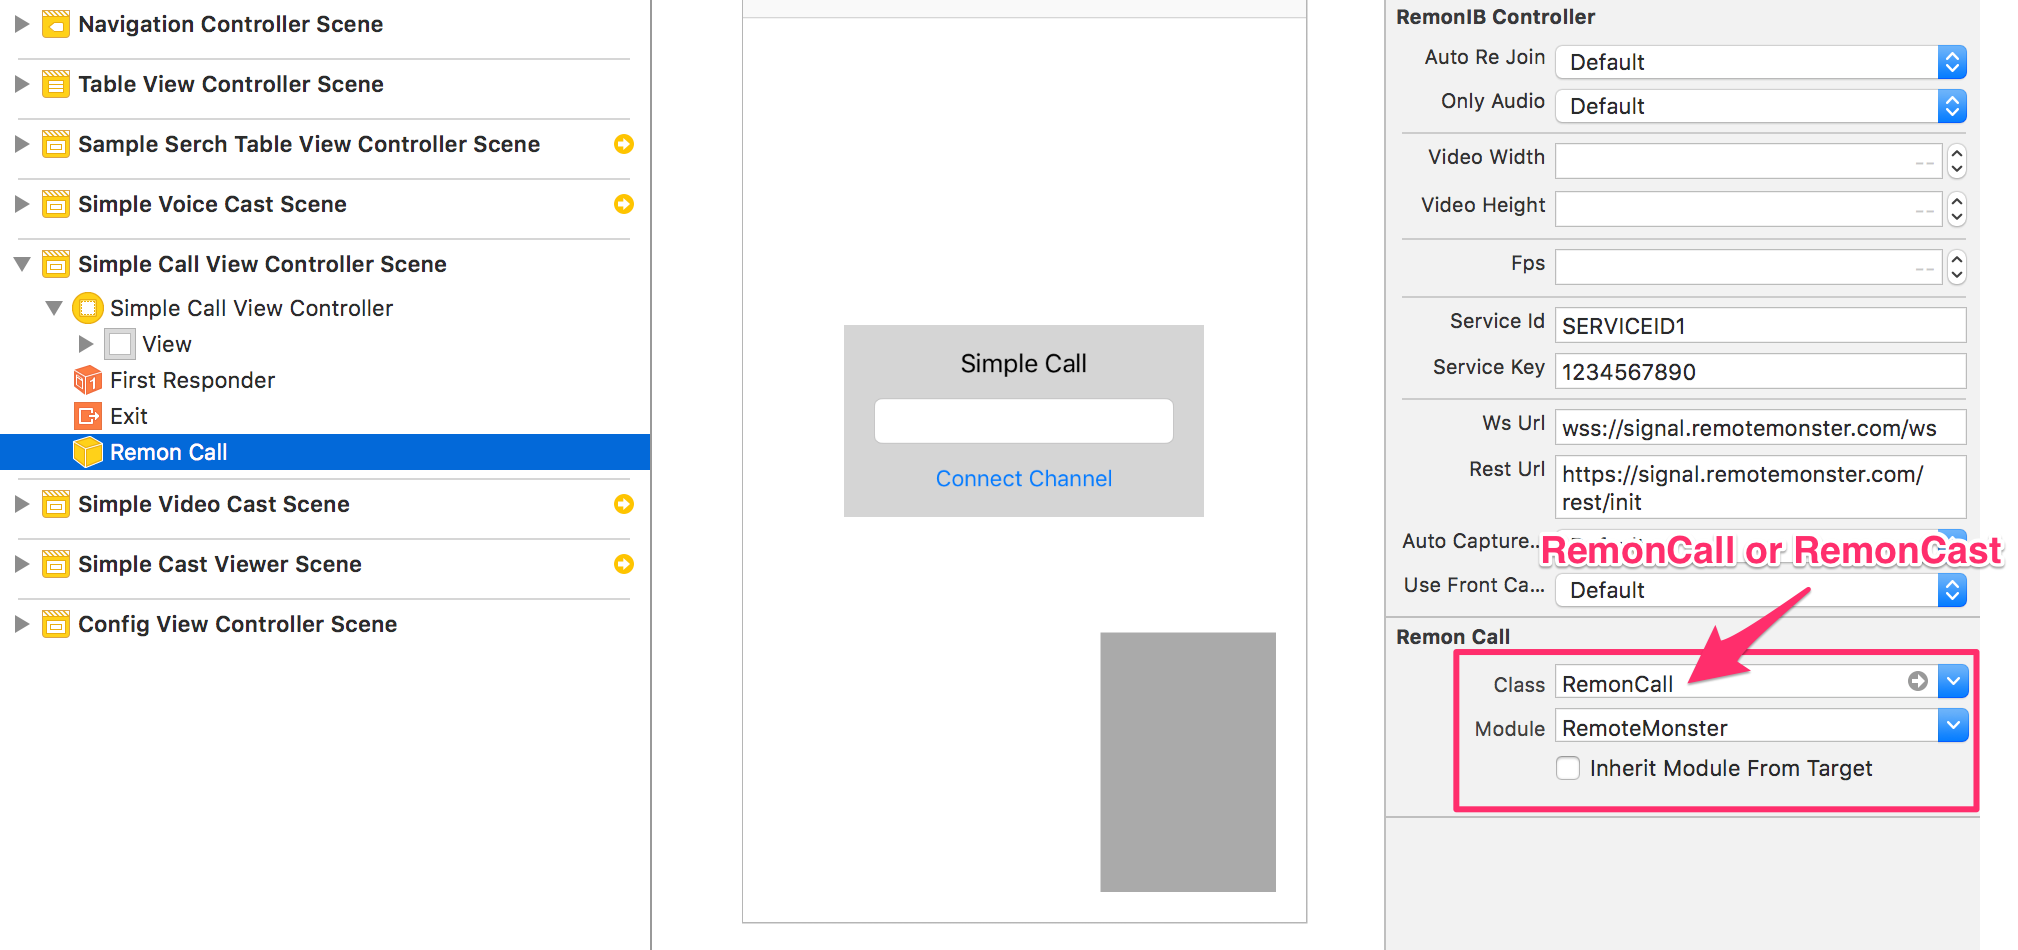 Navigation Controller Scene
Table View Controller Scene
Sample Serch Table View Controller Scene
Simple Voice Cast Scene
Simple Call View Controller Scene
Simple Call View Controller
View
First Responder
Exit
Remon Call
Simple Video Cast Scene
Simple Cast Viewer Scene
Config View Controller Scene
Simple Call
Connect Channel
RemonIB Controller
Auto Re Join Default
Only Audio Default
Video Width --
Video Height --
Fps --
Service Id SERVICEID1
Service Key 1234567890
Ws Url wss://signal.remotemonster.com/ws
Rest Url https://signal.remotemonster.com/
rest/init
Auto Capture...
RemonCall or RemonCast
Use Front Ca... Default
Remon Call
Class RemonCall
Module RemoteMonster
Inherit Module From Target